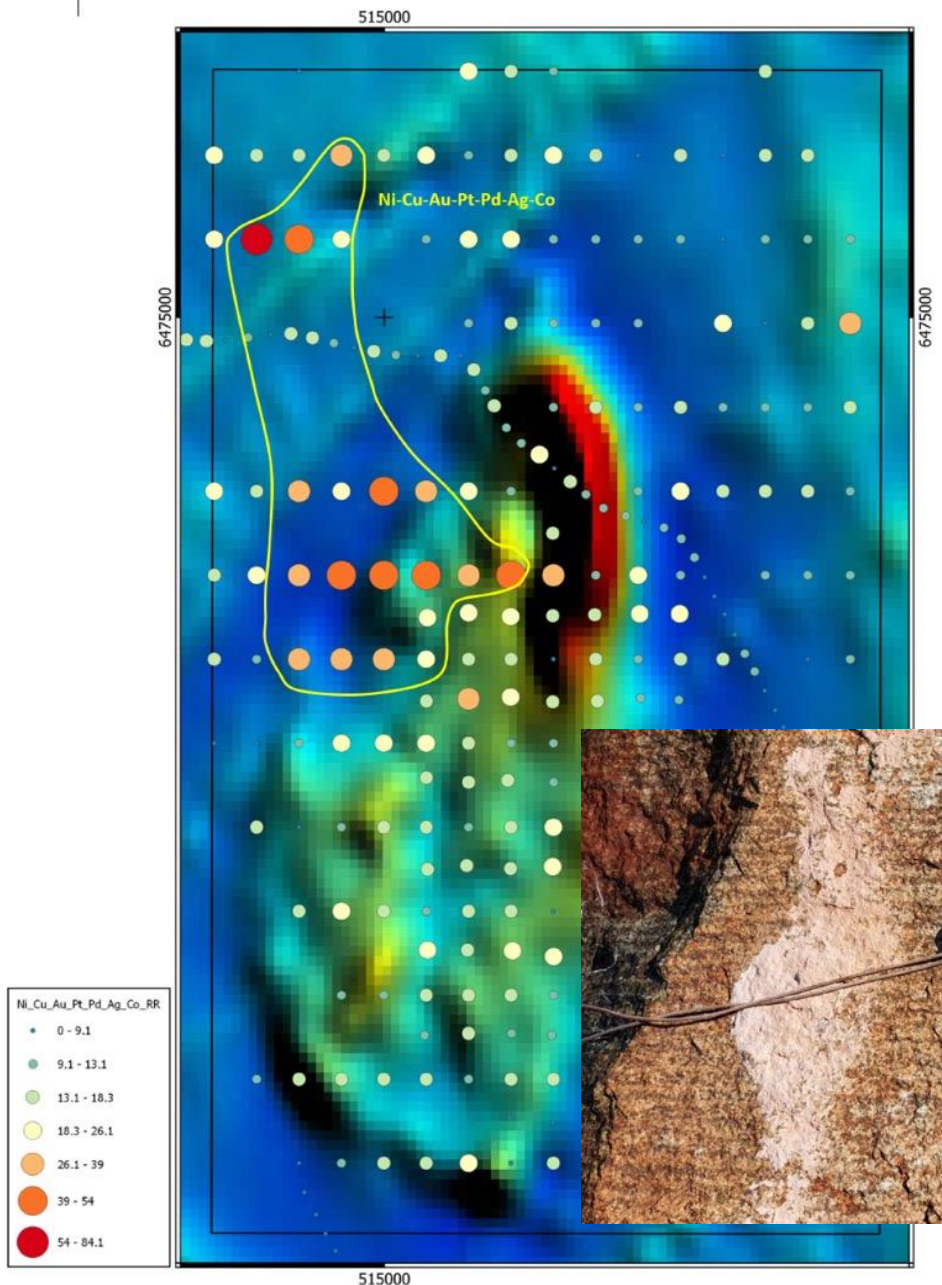 515000
Ni-Cu-Au-Pt-Pd-Ag-Co
6475000
6475000
Ni_Cu_Au_Pt_Pd_Ag_Co_RR
0 - 9.1
9.1 - 13.1
13.1 - 18.3
18.3 - 26.1
26.1 - 39
39 - 54
54 - 84.1
515000